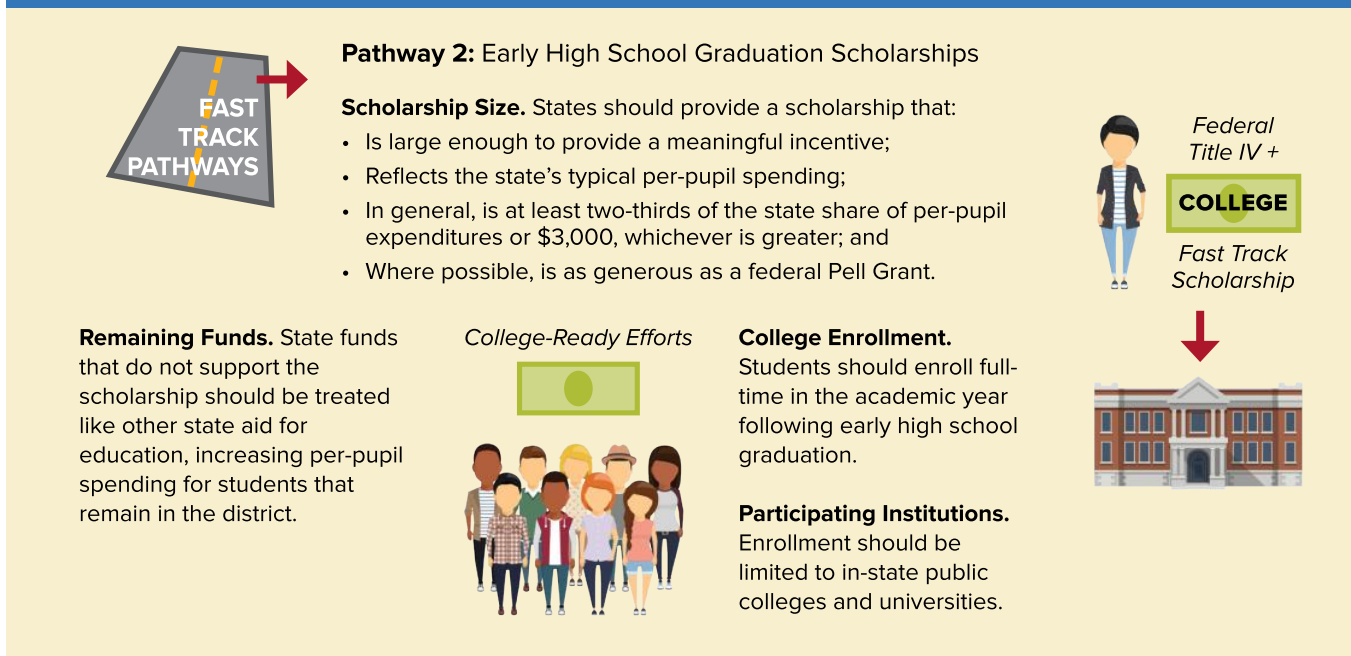 FAST
TRACK
PATHWAYS
Pathway 2: Early High School Graduation Scholarships
Scholarship Size. States should provide a scholarship that:
• Is large enough to provide a meaningful incentive;
• Reflects the state’s typical per-pupil spending;
• In general, is at least two-thirds of the state share of per-pupil
expenditures or $3,000, whichever is greater; and
• Where possible, is as generous as a federal Pell Grant.
Federal
Title IV +
COLLEGE
Fast Track
Scholarship
Remaining Funds. State funds
that do not support the
scholarship should be treated
like other state aid for
education, increasing per-pupil
spending for students that
remain in the district.
College-Ready Efforts
College Enrollment.
Students should enroll full-
time in the academic year
following early high school
graduation.
Participating Institutions.
Enrollment should be
limited to in-state public
colleges and universities.